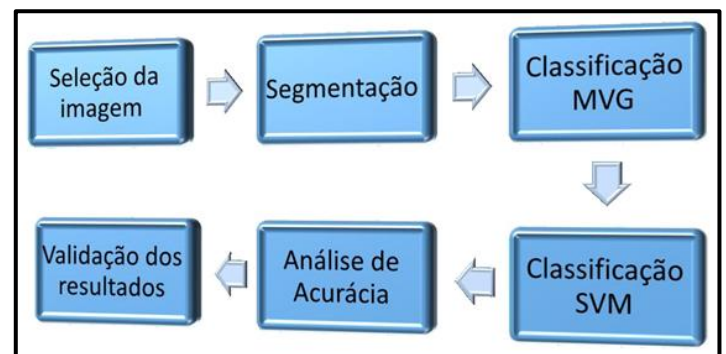 Seleção da
imagem
Segmentação
Classificação
MVG
Classificação
SVM
Análise de
Acurácia
Validação dos
resultados